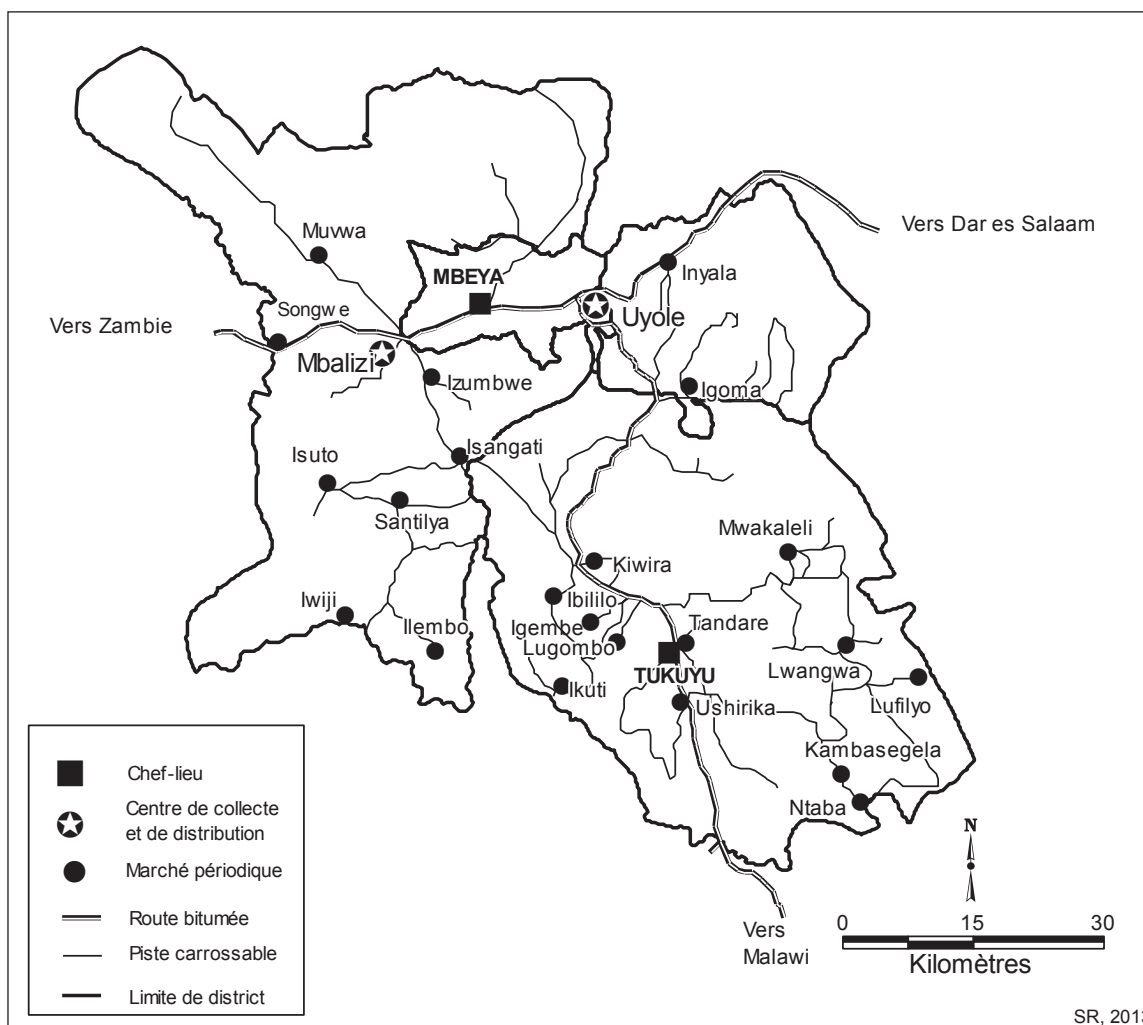 Vers Dar es Salaam
Muvwa
MBEYA
Inyala
Songwe
Uyole
Vers Zambie
Mbalizi
Izumbwe
Igoma
Isangati
Isuto
Santilya
Mwakaleli
Kiwira
Iwiji
Ibililo
Ilembo
Igembe
Tandare
Lugombo
Lwangwa
TUKUYU
Ikuti
Lufilyo
Ushirika
Kambasegela
Ntaba
Chef-lieu
Centre de collecte
et de distribution
Marché périodique
Route bitumée
Piste carrossable
Limite de district
N
0 15 30
Kilomètres
Vers
Malawi
SR, 201